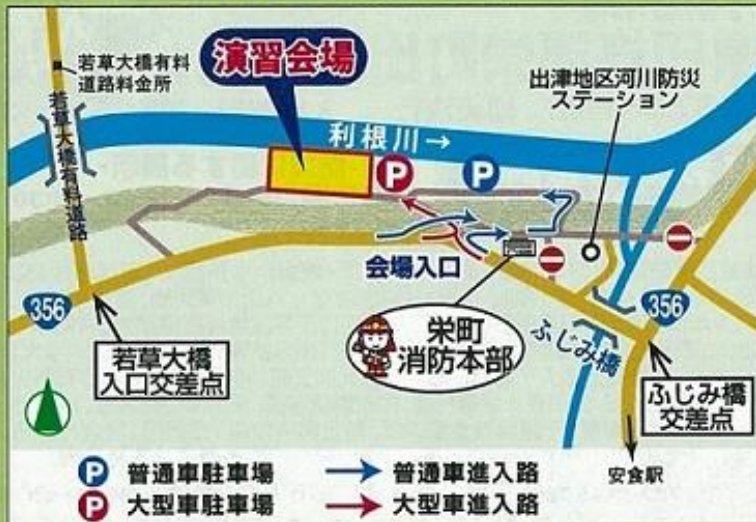 若草大橋有料
道路料金所
演習会場
出津地区河川防災
ステーション
利根川→
若草大橋有料道路
P
P
会場入口
356
356
栄町
消防本部
ふじみ橋
若草大橋
入口交差点
ふじみ橋
交差点
安食駅
P 普通車駐車場
普通車進入路
P 大型車駐車場
大型車進入路